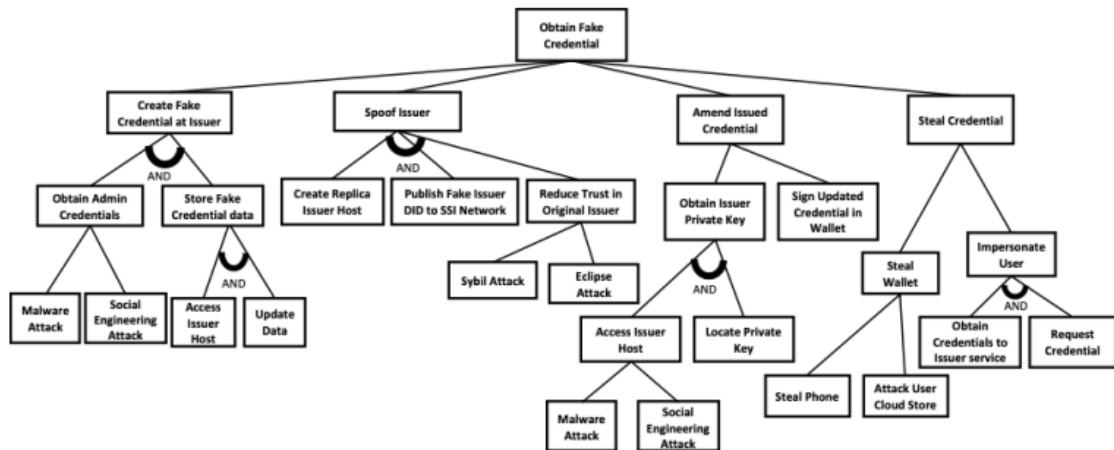 Obtain Fake
Credential
Create Fake
Credential at Issuer
Spoof Issuer
Amend Issued
Credential
Steal Credential
AND
AND
Obtain Admin
Credentials
Store Fake
Credential data
Create Replica
Issuer Host
Publish Fake Issuer
DID to SSI Network
Reduce Trust in
Original Issuer
Obtain Issuer
Private Key
Sign Updated
Credential in
Wallet
Steal
Wallet
Impersonate
User
AND
AND
AND
Malware
Attack
Social
Engineering
Attack
Access
Issuer
Host
Update
Data
Sybil Attack
Eclipse
Attack
Access Issuer
Host
Locate Private
Key
Obtain
Credentials to
Issuer service
Request
Credential
Malware
Attack
Social
Engineering
Attack
Steal Phone
Attack User
Cloud Store